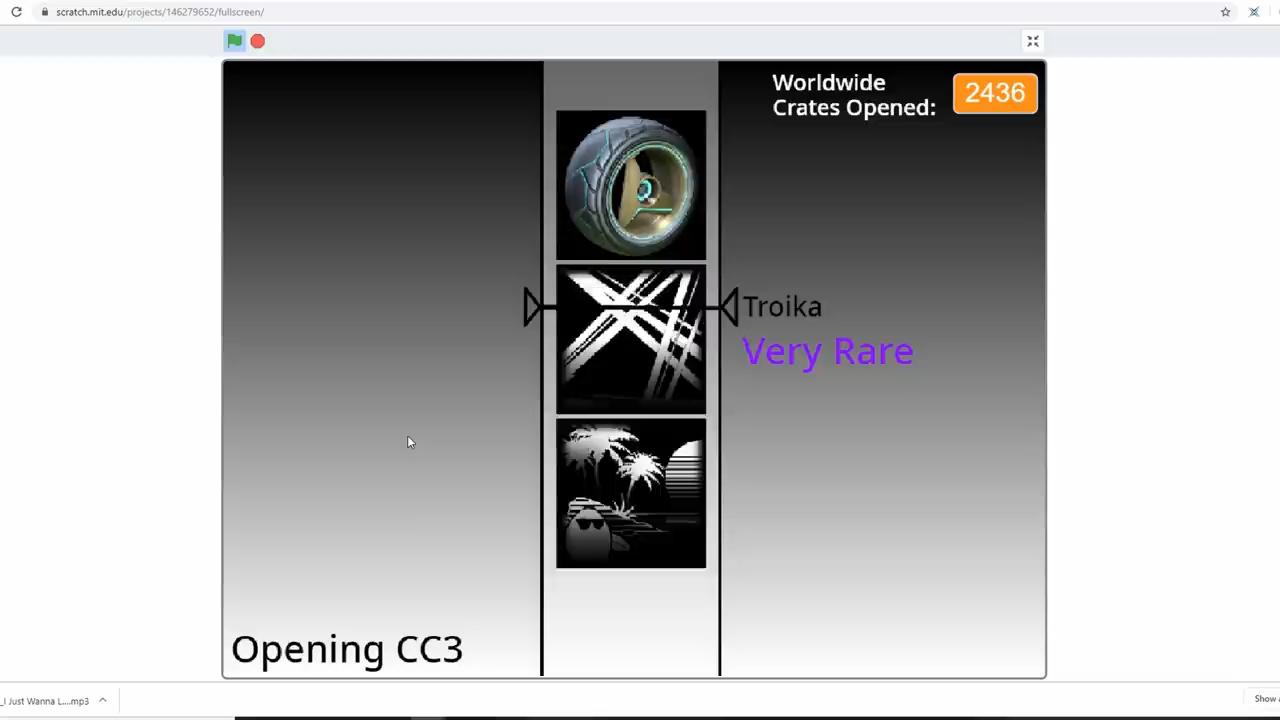 scratch.mit.edu/projects/146279652/fullscreen/
Worldwide
Crates Opened:
2436
Troika
Very Rare
Opening CC3
_I Just Wanna L....mp3
Show